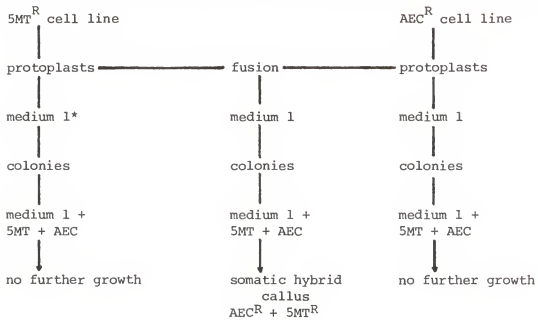 5MT^R cell line
AEC^R cell line
protoplasts
fusion
protoplasts
medium 1*
medium 1
medium 1
colonies
colonies
colonies
medium 1 +
5MT + AEC
medium 1 +
5MT + AEC
medium 1 +
5MT + AEC
no further growth
somatic hybrid
callus
AEC^R + 5MT^R
no further growth